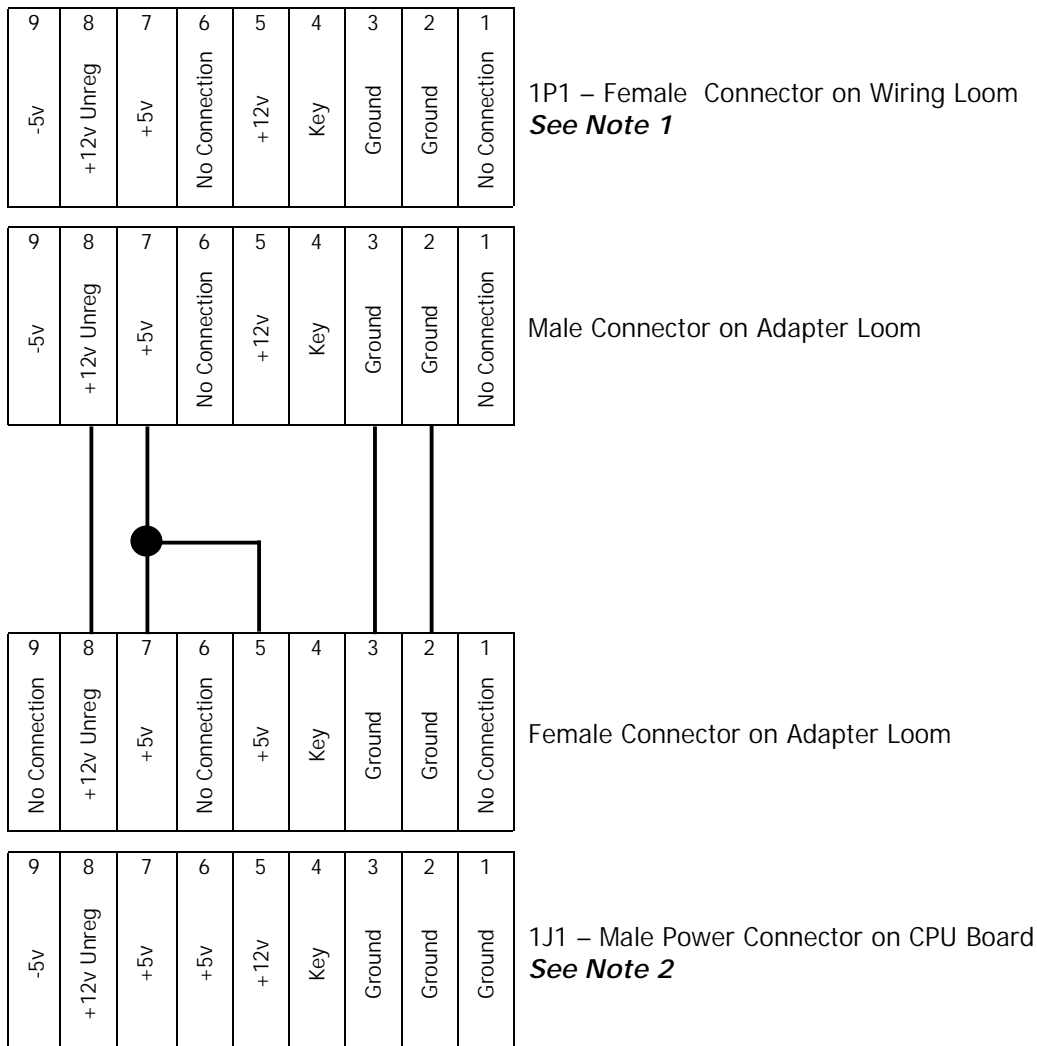 9 8 7 6 5 4 3 2 1
-5v +12v Unreg +5v No Connection +12v Key Ground Ground No Connection
1P1 – Female Connector on Wiring Loom
See Note 1
9 8 7 6 5 4 3 2 1
-5v +12v Unreg +5v No Connection +12v Key Ground Ground No Connection
Male Connector on Adapter Loom
9 8 7 6 5 4 3 2 1
No Connection +12v Unreg +5v No Connection +5v Key Ground Ground No Connection
Female Connector on Adapter Loom
9 8 7 6 5 4 3 2 1
-5v +12v Unreg +5v +5v +12v Key Ground Ground Ground
1J1 – Male Power Connector on CPU Board
See Note 2